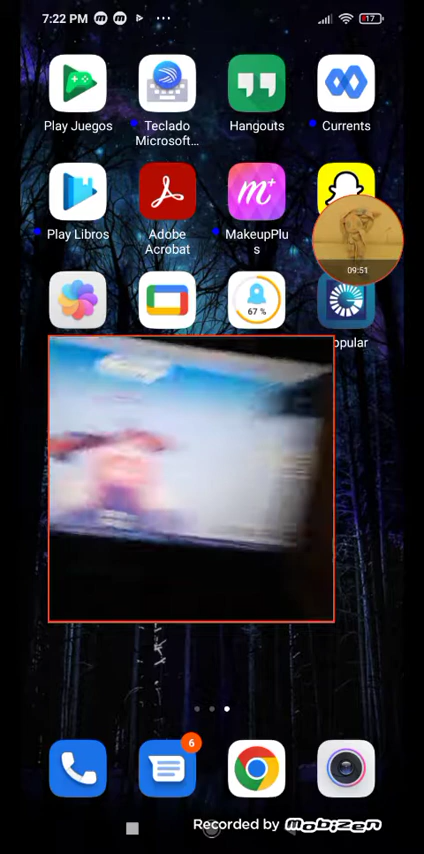 7:22 PM
17
Play Juegos
Teclado Microsoft...
Hangouts
Currents
Play Libros
Adobe Acrobat
MakeupPlus
09:51
67 %
opular
6
Recorded by Mobizen